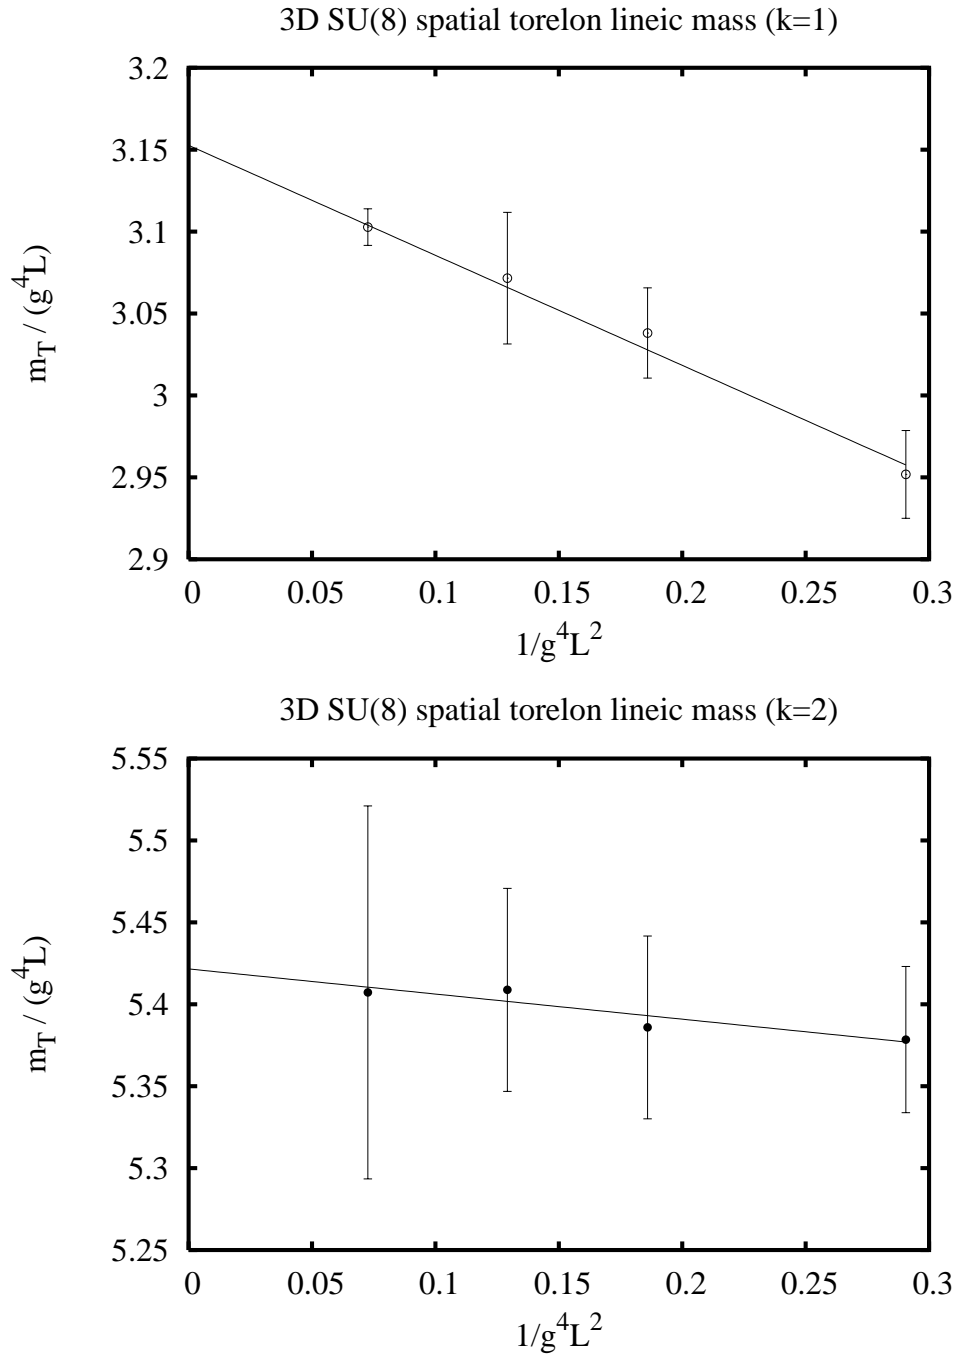 3D SU(8) spatial torelon lineic mass (k=1)
3.2
3.15
3.1
3.05
3
2.95
2.9
m_T / (g^4L)
0 0.05 0.1 0.15 0.2 0.25 0.3
1/g^4L^2
3D SU(8) spatial torelon lineic mass (k=2)
5.55
5.5
5.45
5.4
5.35
5.3
5.25
m_T / (g^4L)
0 0.05 0.1 0.15 0.2 0.25 0.3
1/g^4L^2